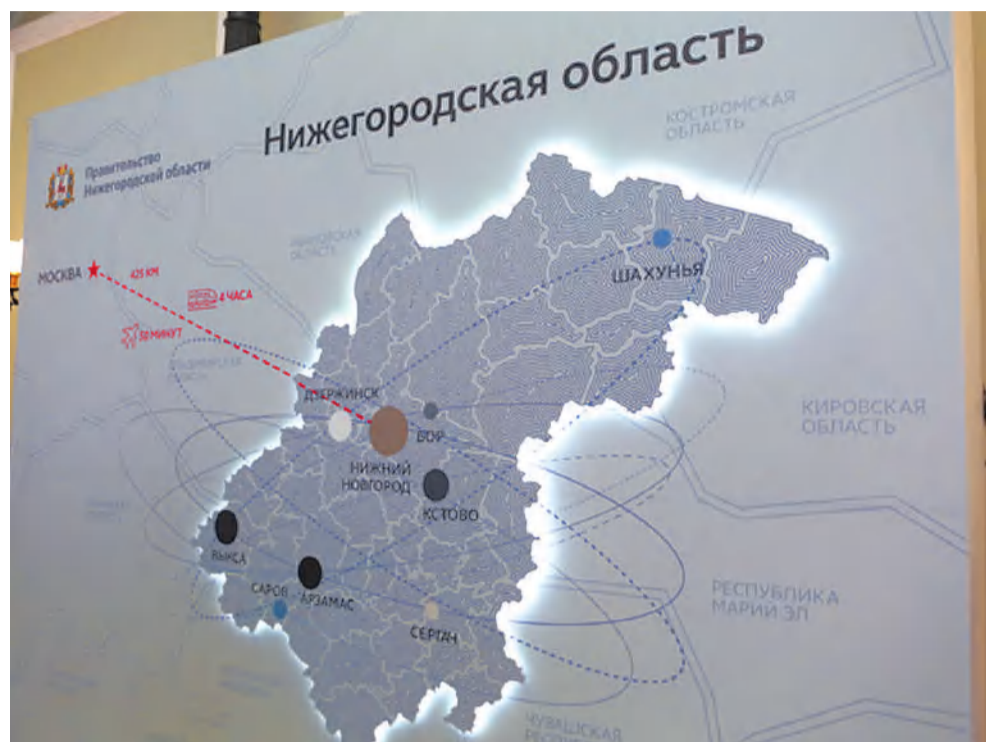 Нижегородская область
КОСТРОМСКАЯ
ОБЛАСТЬ
Правительство
Нижегородской области
МОСКВА
425 КМ
4 ЧАСА
50 МИНУТ
ОБЛАСТЬ
ШАХУНЬЯ
ДЗЕРЖИНСК
БОР
НИЖНИЙ
НОВГОРОД
КСТОВО
КИРОВСКАЯ
ОБЛАСТЬ
ВЫКСА
САРОВ
АРЗАМАС
СЕРГАЧ
РЕСПУБЛИКА
МАРИЙ ЭЛ
ЧУВАШСКАЯ